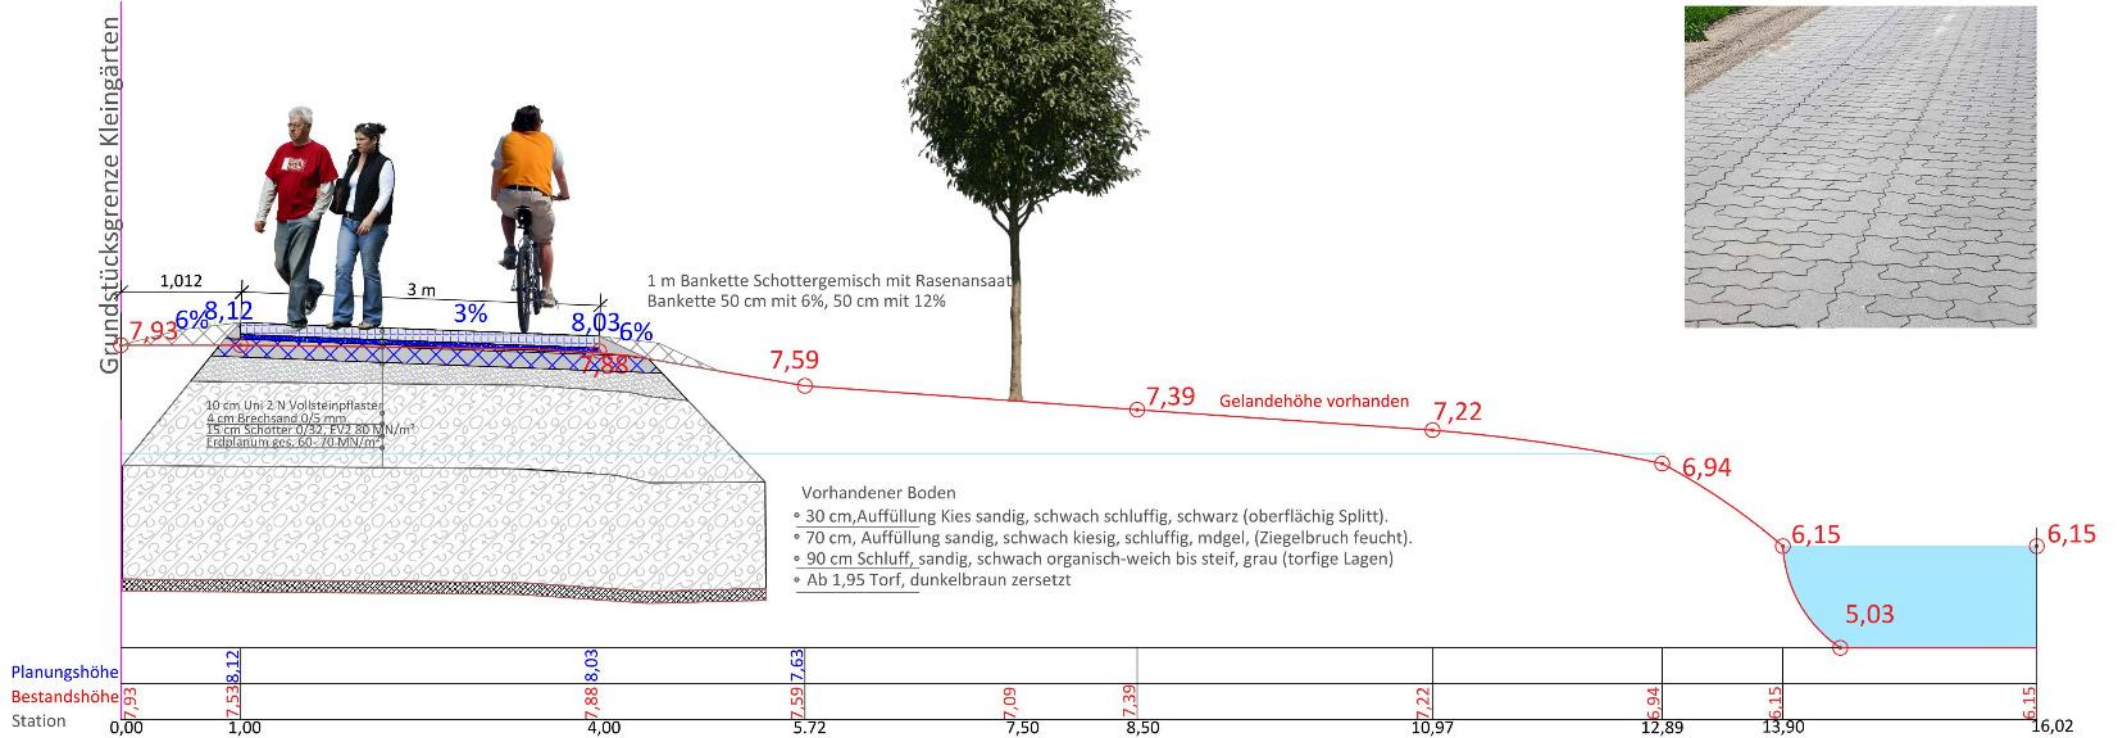 Grundstücksgrenze Kleingärten
1,012
3 m
1 m Bankette Schottergemisch mit Rasenansaat
Bankette 50 cm mit 6%, 50 cm mit 12%
7,93
6%
8,12
3%
8,03
6%
7,88
7,59
7,39
Gelandehöhe vorhanden
7,22
6,94
6,15
6,15
5,03
10 cm Uni 2 N Vollsteinpflaster
4 cm Brechsand 0/5 mm
15 cm Schotter 0/32, EV2 80 MN/m²
Erdplanum ges. 60- 70 MN/m²
Vorhandener Boden
° 30 cm,Auffüllung Kies sandig, schwach schluffig, schwarz (oberflächig Splitt).
° 70 cm, Auffüllung sandig, schwach kiesig, schluffig, mdgel, (Ziegelbruch feucht).
° 90 cm Schluff, sandig, schwach organisch-weich bis steif, grau (torfige Lagen)
° Ab 1,95 Torf, dunkelbraun zersetzt
Planungshöhe 8,12 8,03 7,63
Bestandshöhe 7,93 7,53 7,88 7,59 7,09 7,39 7,22 6,94 6,15 6,15
Station 0,00 1,00 4,00 5.72 7,50 8,50 10,97 12,89 13,90 16,02